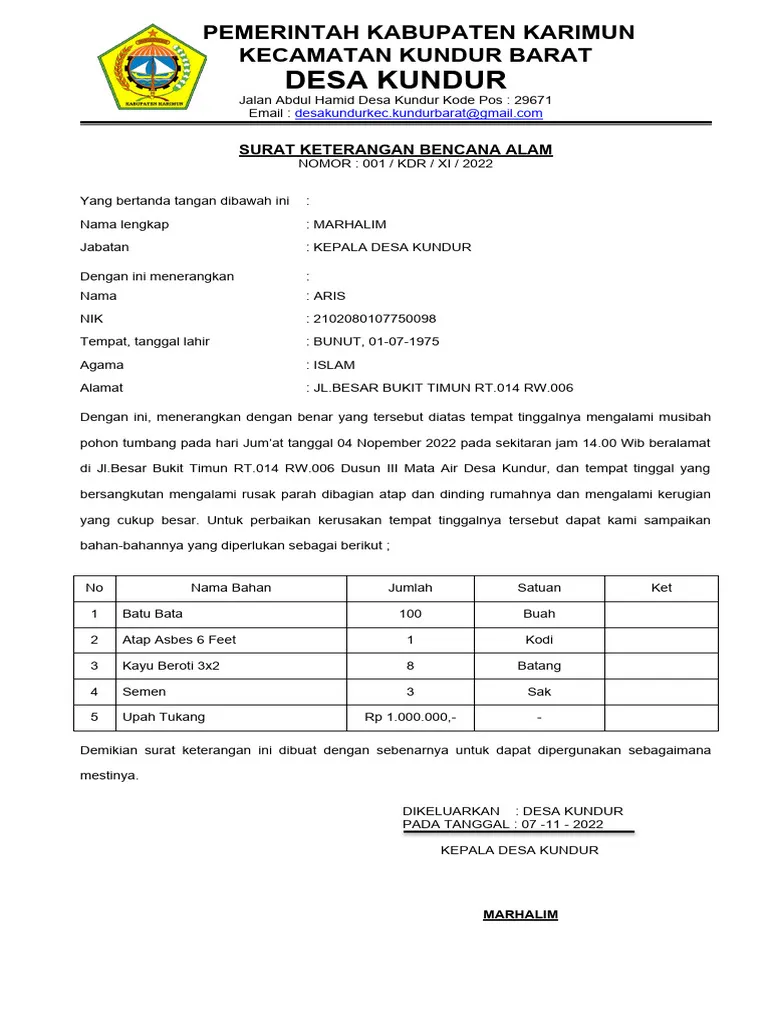 PEMERINTAH KABUPATEN KARIMUN
KECAMATAN KUNDUR BARAT
DESA KUNDUR
Jalan Abdul Hamid Desa Kundur Kode Pos : 29671
Email : desakundurkec.kundurbarat@gmail.com
KABUPATEN KARIMUN
SURAT KETERANGAN BENCANA ALAM
NOMOR : 001 / KDR / XI / 2022
Yang bertanda tangan dibawah ini :
Nama lengkap : MARHALIM
Jabatan : KEPALA DESA KUNDUR
Dengan ini menerangkan :
Nama : ARIS
NIK : 2102080107750098
Tempat, tanggal lahir : BUNUT, 01-07-1975
Agama : ISLAM
Alamat : JL.BESAR BUKIT TIMUN RT.014 RW.006
Dengan ini, menerangkan dengan benar yang tersebut diatas tempat tinggalnya mengalami musibah
pohon tumbang pada hari Jum'at tanggal 04 Nopember 2022 pada sekitaran jam 14.00 Wib beralamat
di Jl.Besar Bukit Timun RT.014 RW.006 Dusun III Mata Air Desa Kundur, dan tempat tinggal yang
bersangkutan mengalami rusak parah dibagian atap dan dinding rumahnya dan mengalami kerugian
yang cukup besar. Untuk perbaikan kerusakan tempat tinggalnya tersebut dapat kami sampaikan
bahan-bahannya yang diperlukan sebagai berikut ;
No Nama Bahan Jumlah Satuan Ket
1 Batu Bata 100 Buah
2 Atap Asbes 6 Feet 1 Kodi
3 Kayu Beroti 3x2 8 Batang
4 Semen 3 Sak
5 Upah Tukang Rp 1.000.000,- -
Demikian surat keterangan ini dibuat dengan sebenarnya untuk dapat dipergunakan sebagaimana
mestinya.
DIKELUARKAN : DESA KUNDUR
PADA TANGGAL : 07 -11 - 2022
KEPALA DESA KUNDUR
MARHALIM